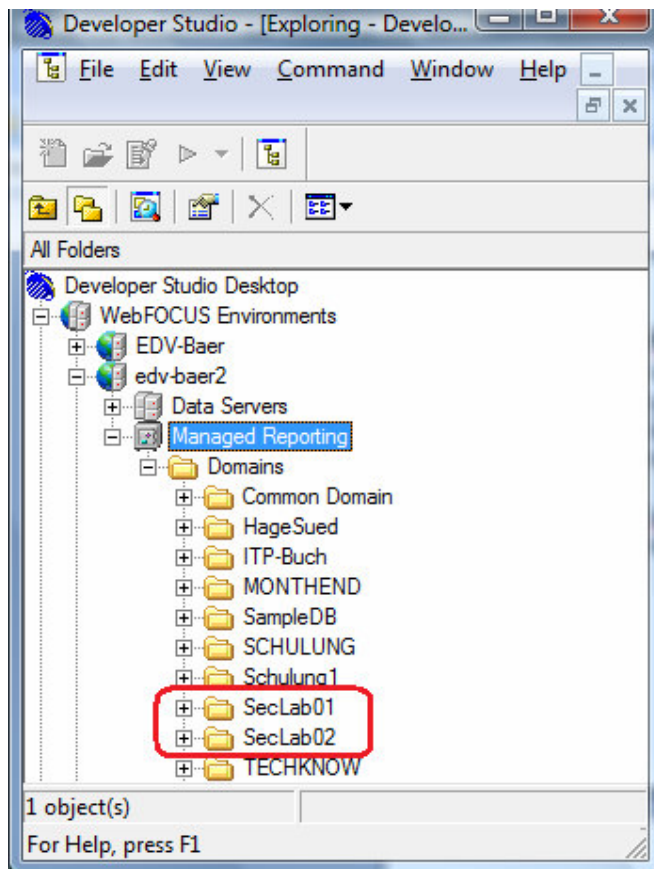 Developer Studio - [Exploring - Develo...
File Edit View Command Window Help
All Folders
Developer Studio Desktop
WebFOCUS Environments
EDV-Baer
edv-baer2
Data Servers
Managed Reporting
Domains
Common Domain
HageSued
ITP-Buch
MONTHEND
SampleDB
SCHULUNG
Schulung1
SecLab01
SecLab02
TECHKNOW
1 object(s)
For Help, press F1